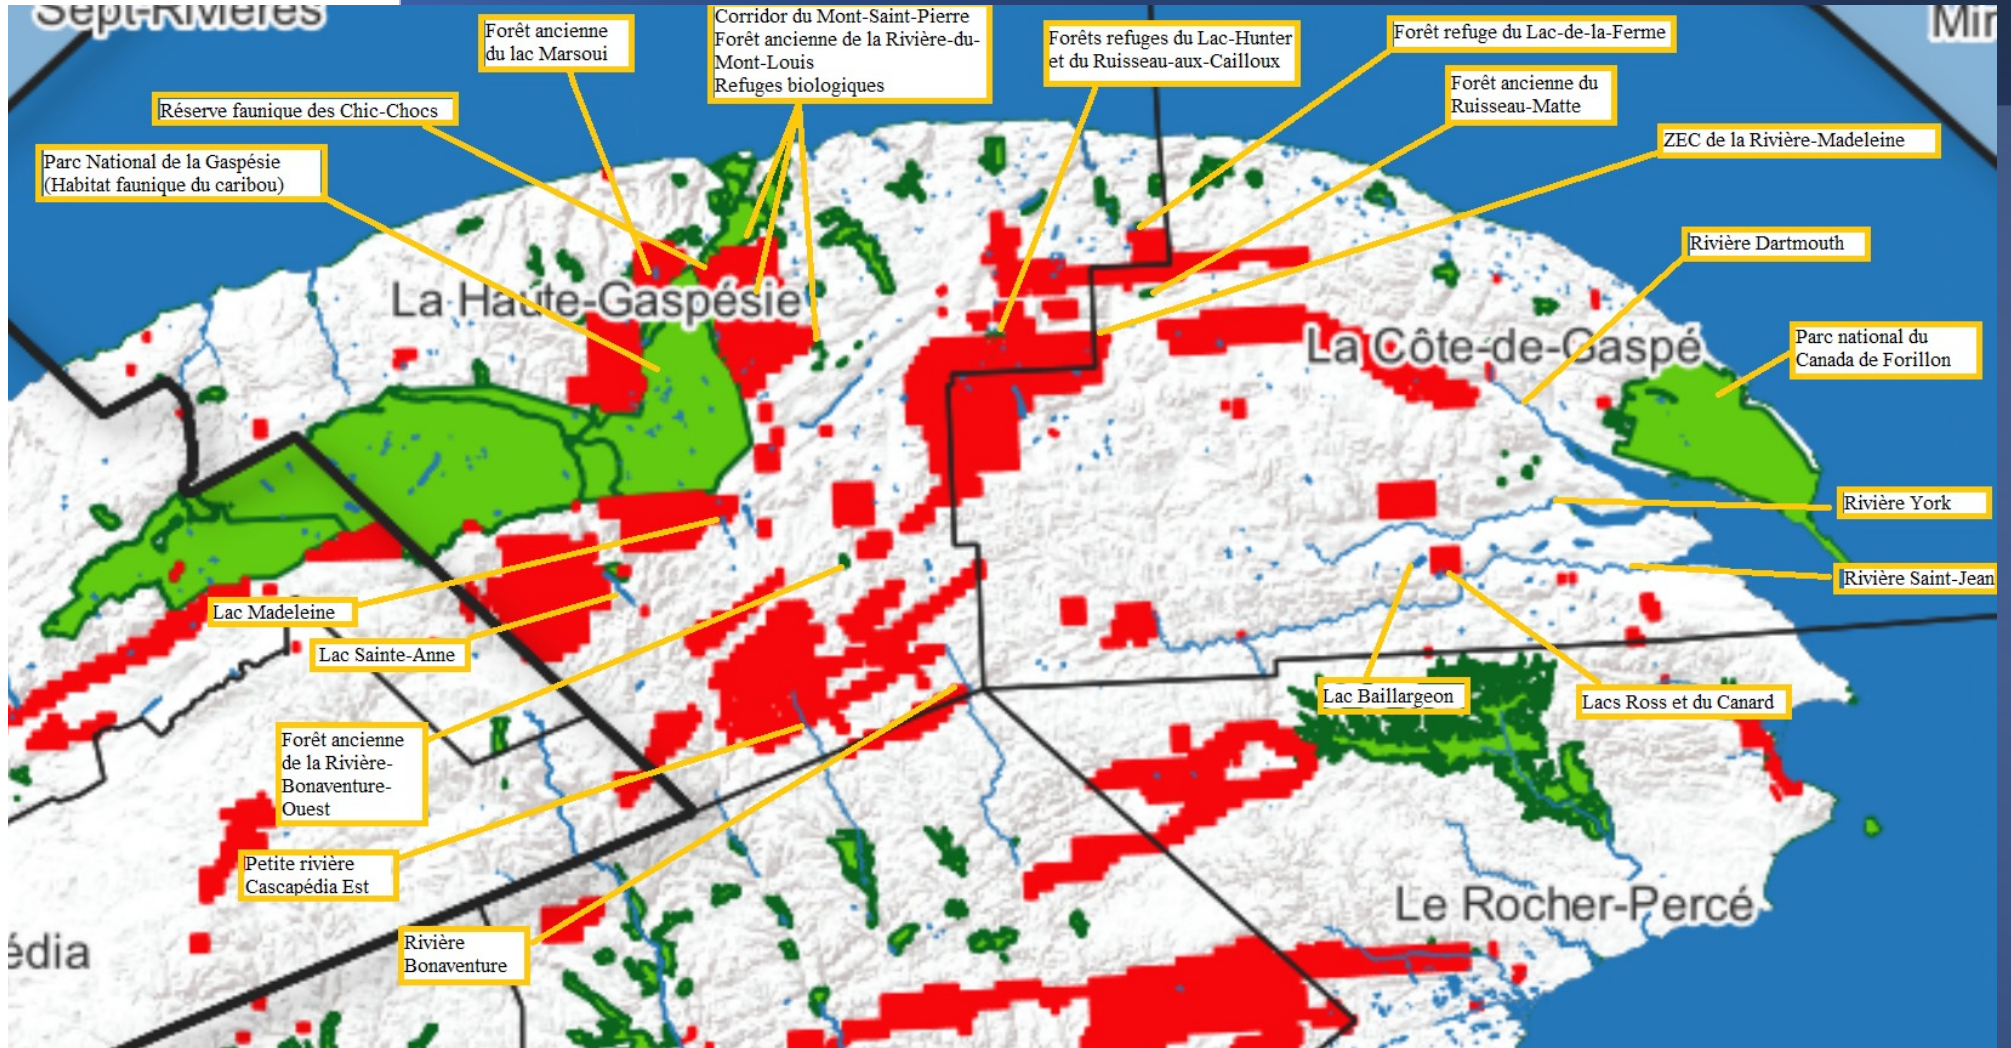 Sept-Rivières
Min
Forêt ancienne
du lac Marsoui
Corridor du Mont-Saint-Pierre
Forêt ancienne de la Rivière-du-
Mont-Louis
Refuges biologiques
Forêts refuges du Lac-Hunter
et du Ruisseau-aux-Cailloux
Forêt refuge du Lac-de-la-Ferme
Forêt ancienne du
Ruisseau-Matte
Réserve faunique des Chic-Chocs
ZEC de la Rivière-Madeleine
Parc National de la Gaspésie
(Habitat faunique du caribou)
Rivière Dartmouth
La Haute-Gaspésie
La Côte-de-Gaspé
Parc national du
Canada de Forillon
Rivière York
Rivière Saint-Jean
Lac Madeleine
Lac Sainte-Anne
Lac Baillargeon
Lacs Ross et du Canard
Forêt ancienne
de la Rivière-
Bonaventure-
Ouest
Petite rivière
Cascapédia Est
Le Rocher-Percé
Rivière
Bonaventure
édia